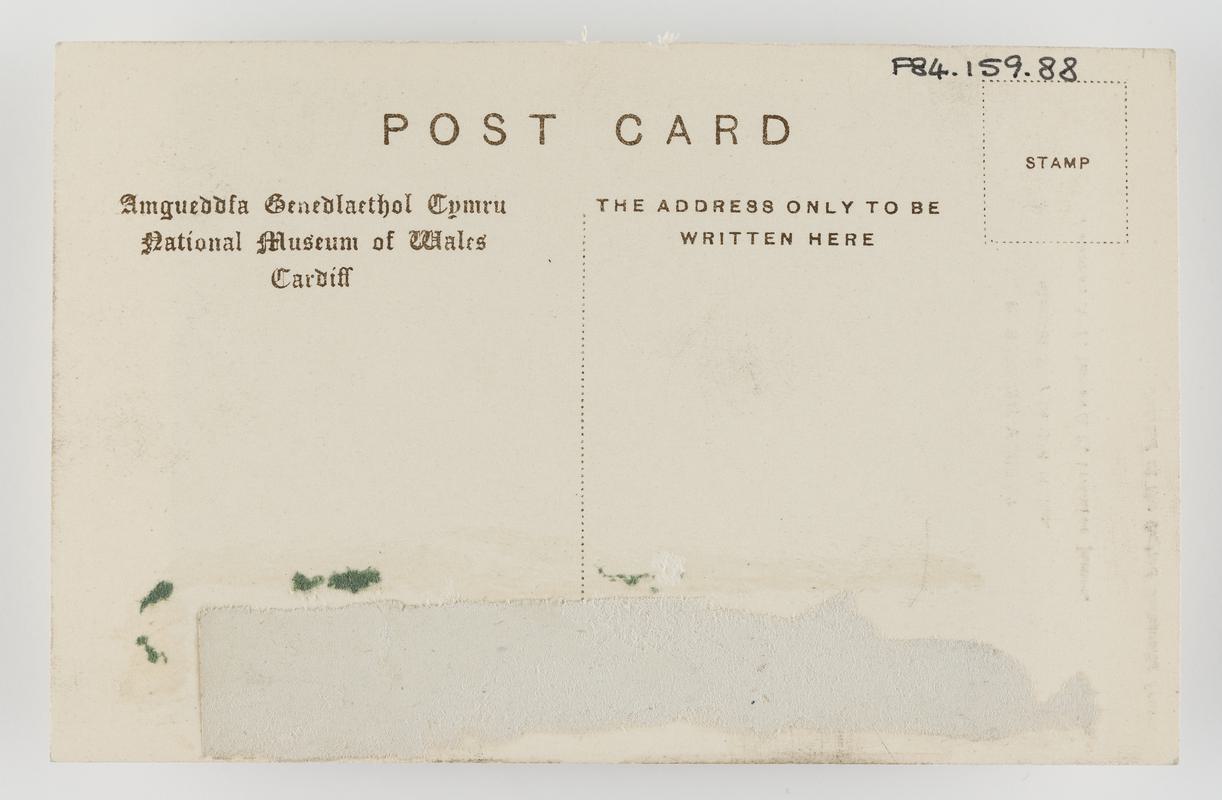 F84.159.88
POST CARD
STAMP
Amgueddfa Genedlaethol Cymru
National Museum of Wales
Cardiff
THE ADDRESS ONLY TO BE
WRITTEN HERE